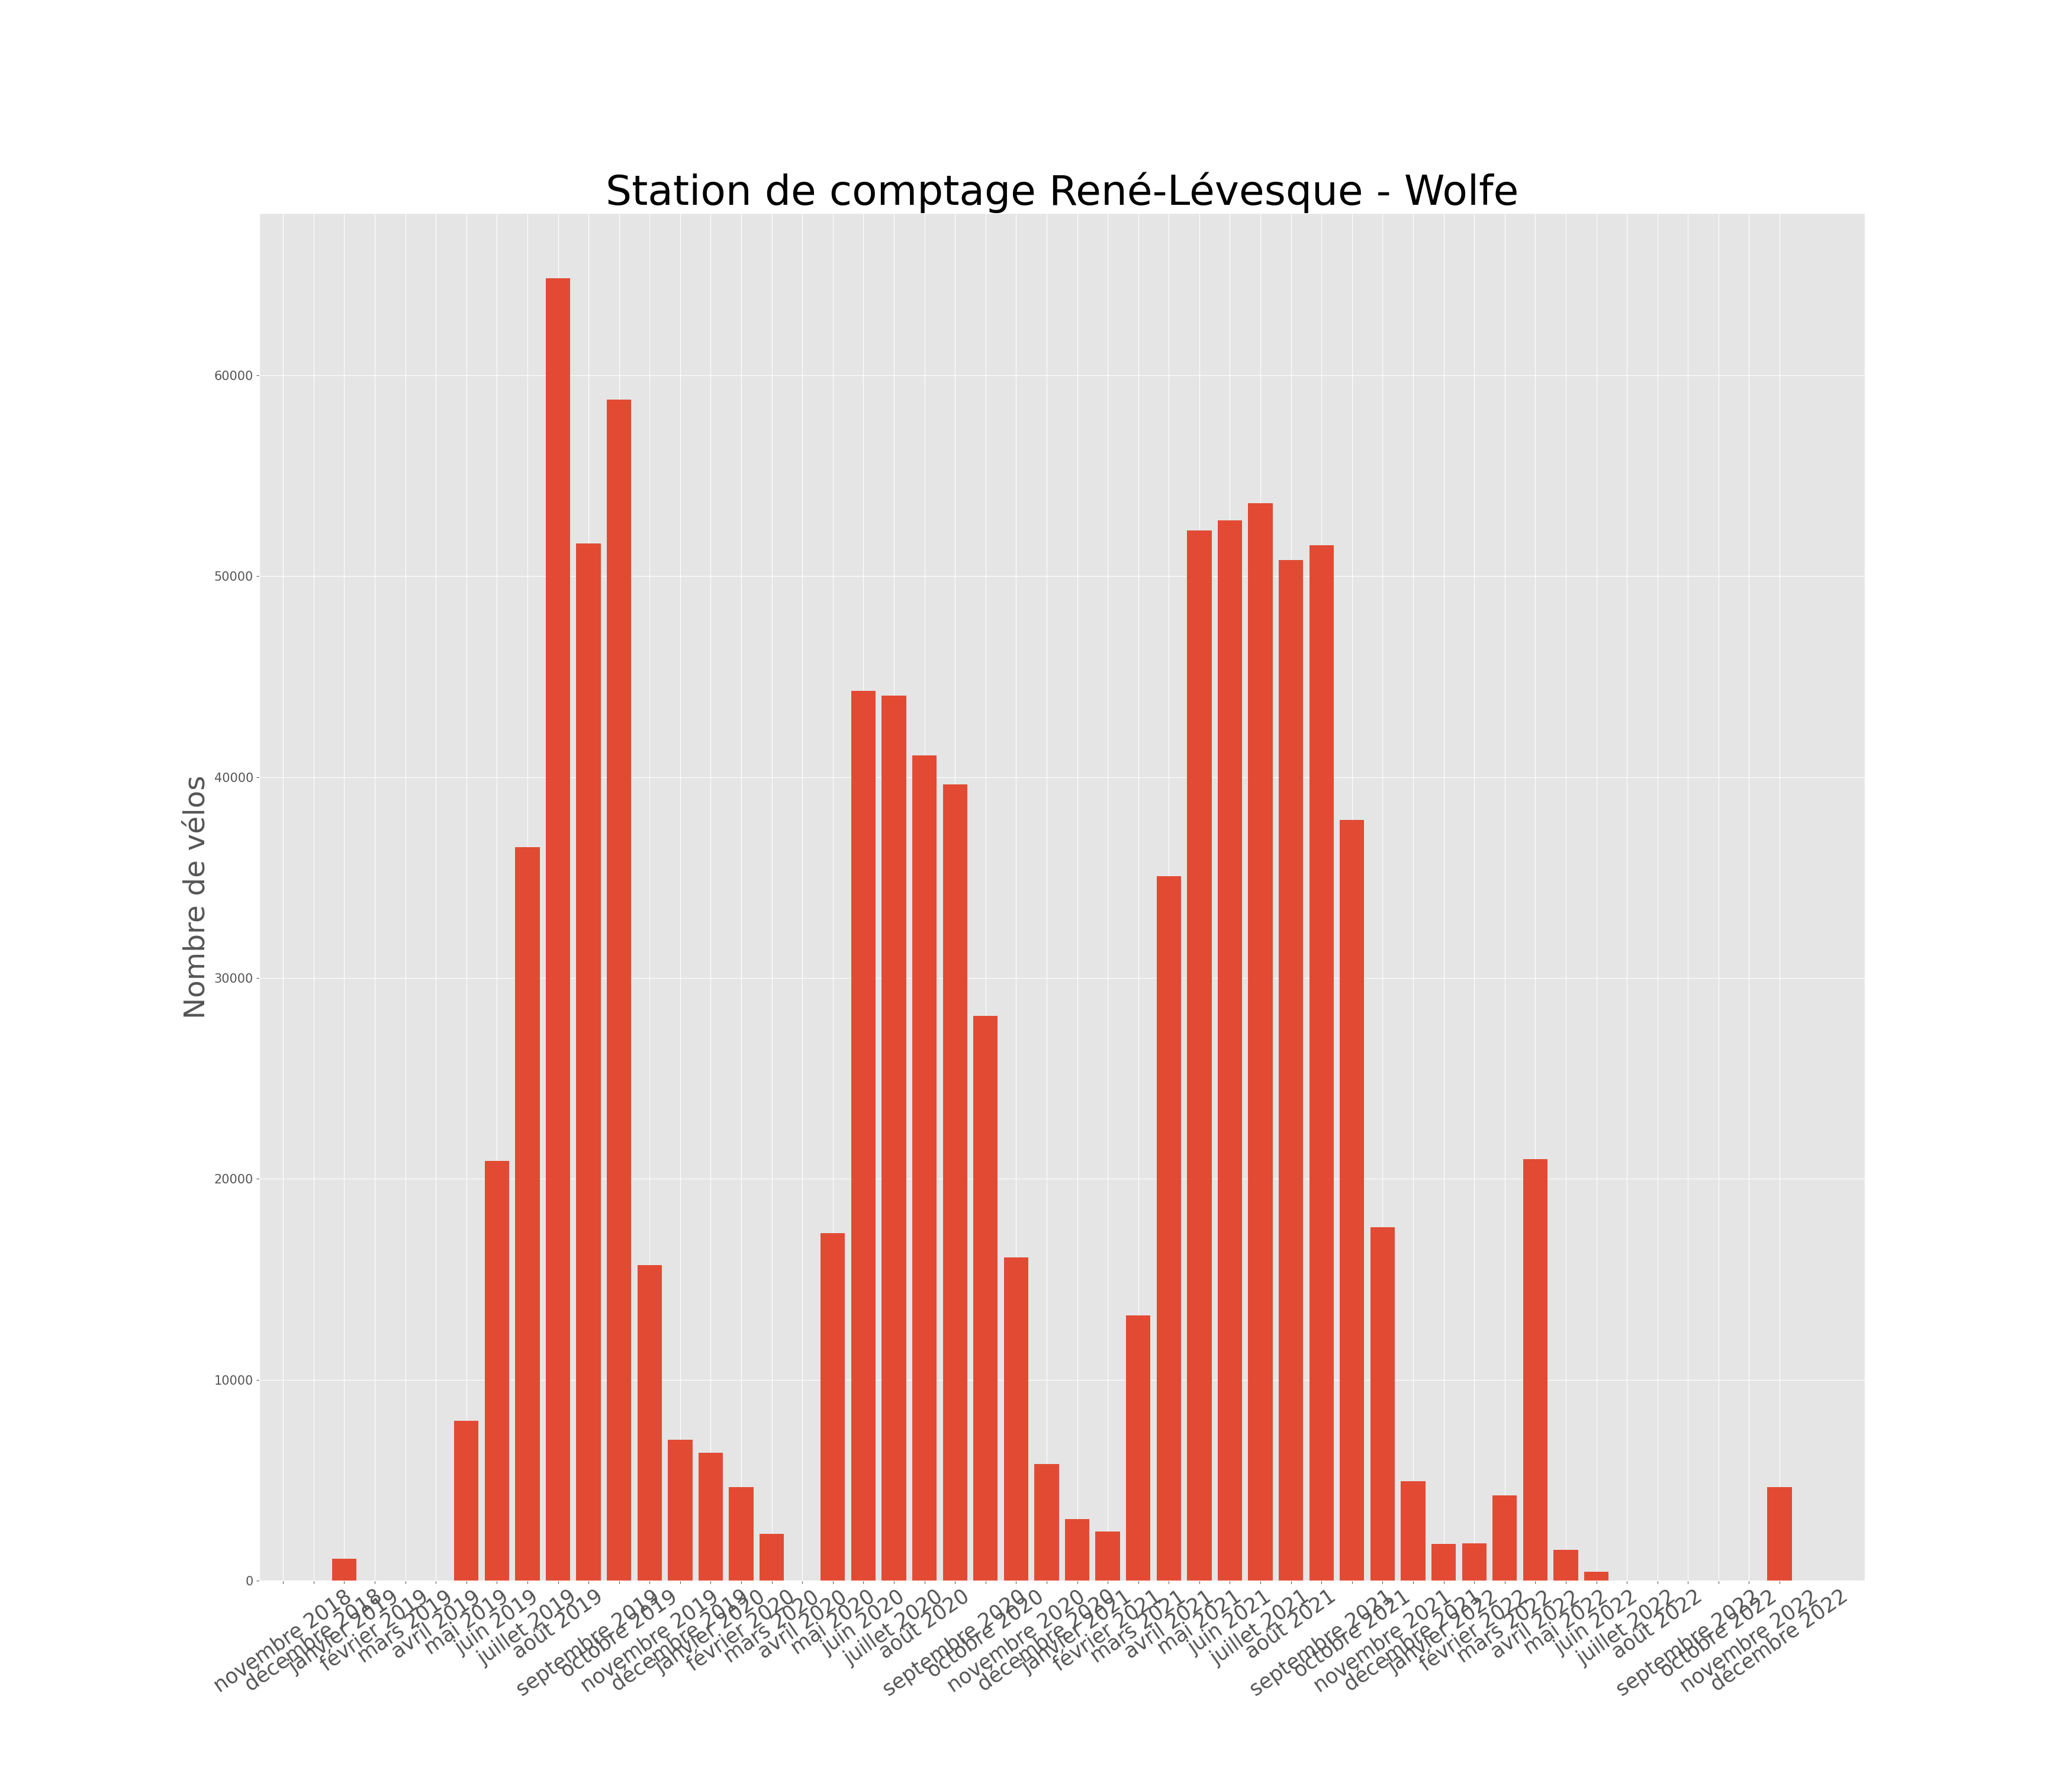 Station de comptage René-Lévesque - Wolfe
Nombre de vélos
60000
50000
40000
30000
20000
10000
0
novembre 2018
décembre 2018
janvier 2019
février 2019
mars 2019
avril 2019
mai 2019
juin 2019
juillet 2019
août 2019
septembre 2019
octobre 2019
novembre 2019
décembre 2019
janvier 2020
février 2020
mars 2020
avril 2020
mai 2020
juin 2020
juillet 2020
août 2020
septembre 2020
octobre 2020
novembre 2020
décembre 2020
janvier 2021
février 2021
mars 2021
avril 2021
mai 2021
juin 2021
juillet 2021
août 2021
septembre 2021
octobre 2021
novembre 2021
décembre 2021
janvier 2022
février 2022
mars 2022
avril 2022
mai 2022
juin 2022
juillet 2022
août 2022
septembre 2022
octobre 2022
novembre 2022
décembre 2022